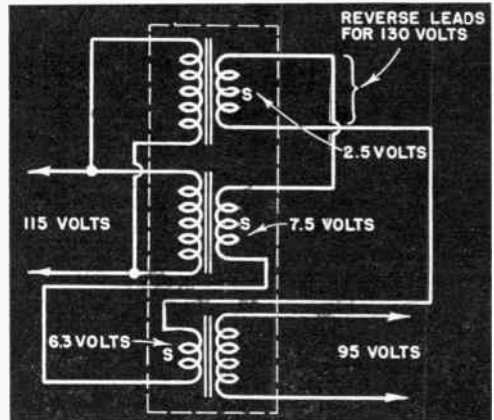 REVERSE LEADS
FOR 130 VOLTS
S
2.5 VOLTS
115 VOLTS
S
7.5 VOLTS
6.3 VOLTS
S
95 VOLTS